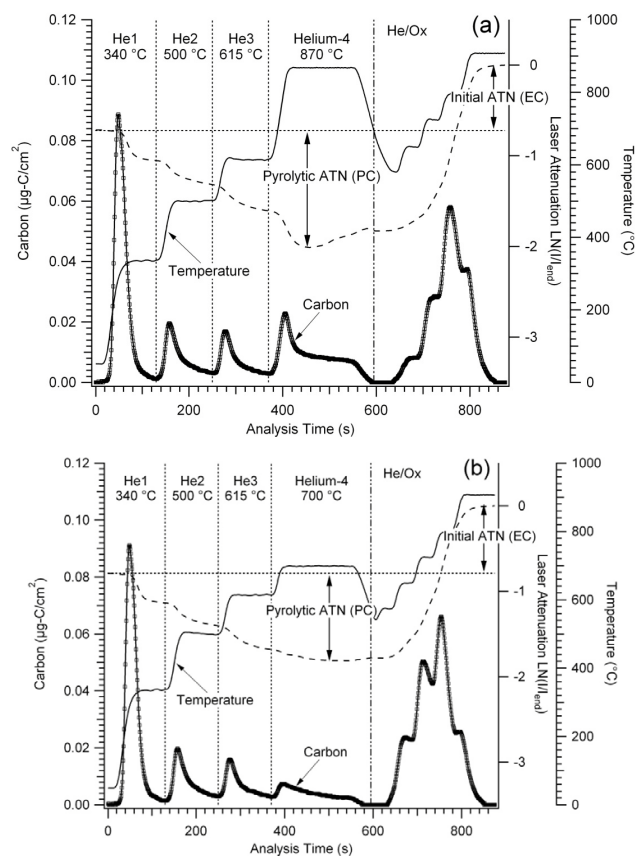 (a)
He1 He2 He3 Helium-4 He/Ox
340 °C 500 °C 615 °C 870 °C
0.12
0.10
0.08
0.06
0.04
0.02
0.00
Carbon (µg-C/cm²)
Initial ATN (EC)
Pyrolytic ATN (PC)
Temperature
Carbon
0
-1
-2
-3
Laser Attenuation LN(I/Iend)
1000
800
600
400
200
0
Temperature (°C)
0 200 400 600 800
Analysis Time (s)
(b)
He1 He2 He3 Helium-4 He/Ox
340 °C 500 °C 615 °C 700 °C
0.12
0.10
0.08
0.06
0.04
0.02
0.00
Carbon (µg-C/cm²)
Initial ATN (EC)
Pyrolytic ATN (PC)
Temperature
Carbon
0
-1
-2
-3
Laser Attenuation LN(I/Iend)
1000
800
600
400
200
0
Temperature (°C)
0 200 400 600 800
Analysis Time (s)